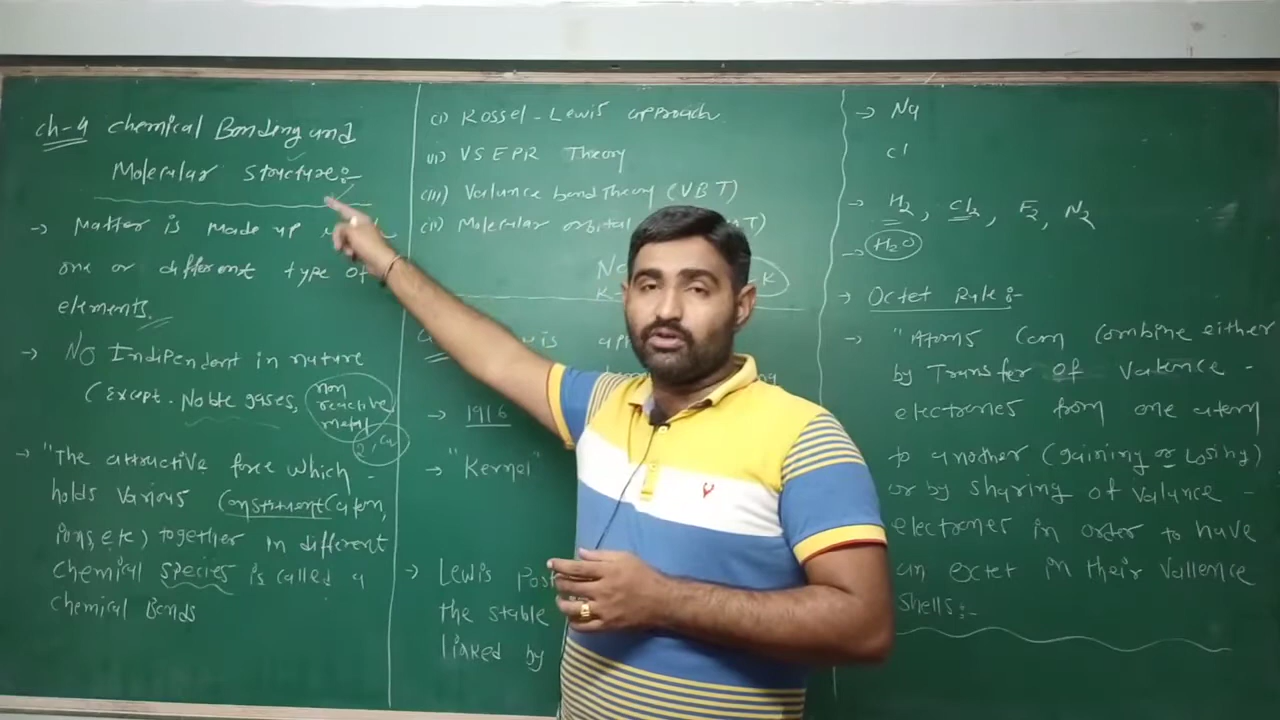 ch-4 Chemical Bonding and
Molecular Structure:-
→ Matter is made up
one or different type of
elements.
→ NO Indipendent in nature
(Except. Noble gases, non
reactive
metal
→ "The attractive force which -
holds various Constituent (atom,
ions, etc) together in different
chemical species is called a
chemical Bonds
(i) Kossel-Lewis approach
(ii) VSEPR Theory
(iii) Valance bond Theory (VBT)
Molecular orbital T)
→ 1916
→ "Kernel"
→ Lewis Post
the stable
linked by
→ Na
Cl
→ H2, Cl2, F2, N2
→ H2O
→ Octet Rule:-
→ "Atoms Can Combine either
by Transfer of Valence -
electrones from one atom
to another (gaining or losing)
or by sharing of valance -
electrones in order to have
an octet in their Vallence
shells:-